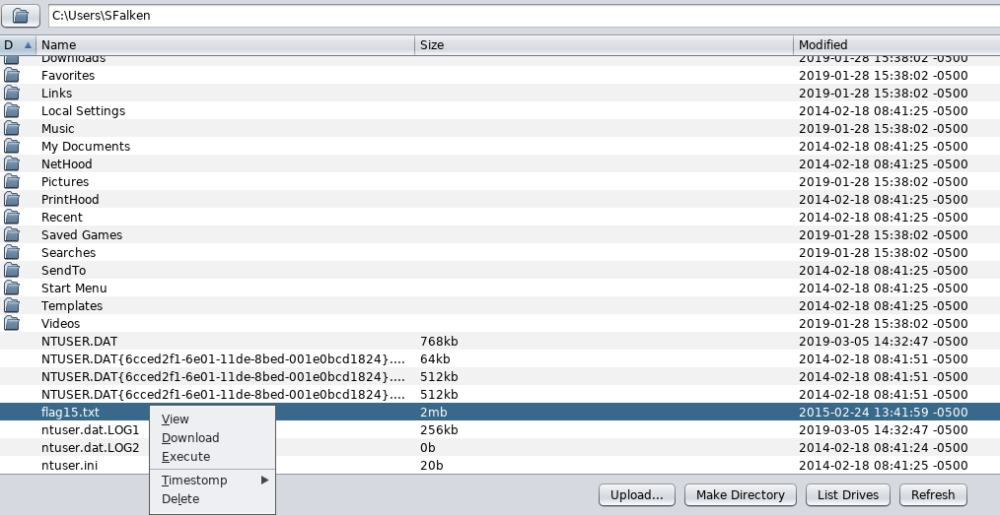 C:\Users\SFalken
D Name Size Modified
Downloads 2019-01-28 15:38:02 -0500
Favorites 2019-01-28 15:38:02 -0500
Links 2019-01-28 15:38:02 -0500
Local Settings 2014-02-18 08:41:25 -0500
Music 2019-01-28 15:38:02 -0500
My Documents 2014-02-18 08:41:25 -0500
NetHood 2014-02-18 08:41:25 -0500
Pictures 2019-01-28 15:38:02 -0500
PrintHood 2014-02-18 08:41:25 -0500
Recent 2014-02-18 08:41:25 -0500
Saved Games 2019-01-28 15:38:02 -0500
Searches 2019-01-28 15:38:02 -0500
SendTo 2014-02-18 08:41:25 -0500
Start Menu 2014-02-18 08:41:25 -0500
Templates 2014-02-18 08:41:25 -0500
Videos 2019-01-28 15:38:02 -0500
NTUSER.DAT 768kb 2019-03-05 14:32:47 -0500
NTUSER.DAT{6cced2f1-6e01-11de-8bed-001e0bcd1824}.... 64kb 2014-02-18 08:41:51 -0500
NTUSER.DAT{6cced2f1-6e01-11de-8bed-001e0bcd1824}.... 512kb 2014-02-18 08:41:51 -0500
NTUSER.DAT{6cced2f1-6e01-11de-8bed-001e0bcd1824}.... 512kb 2014-02-18 08:41:51 -0500
flag15.txt 2mb 2015-02-24 13:41:59 -0500
ntuser.dat.LOG1 256kb 2019-03-05 14:32:47 -0500
ntuser.dat.LOG2 0b 2014-02-18 08:41:24 -0500
ntuser.ini 20b 2014-02-18 08:41:25 -0500
View
Download
Execute
Timestomp
Delete
Upload... Make Directory List Drives Refresh